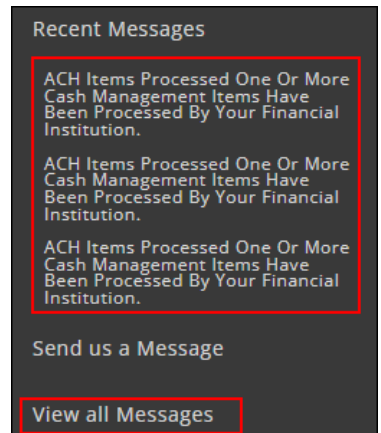 Recent Messages
ACH Items Processed One Or More
Cash Management Items Have
Been Processed By Your Financial
Institution.
ACH Items Processed One Or More
Cash Management Items Have
Been Processed By Your Financial
Institution.
ACH Items Processed One Or More
Cash Management Items Have
Been Processed By Your Financial
Institution.
Send us a Message
View all Messages